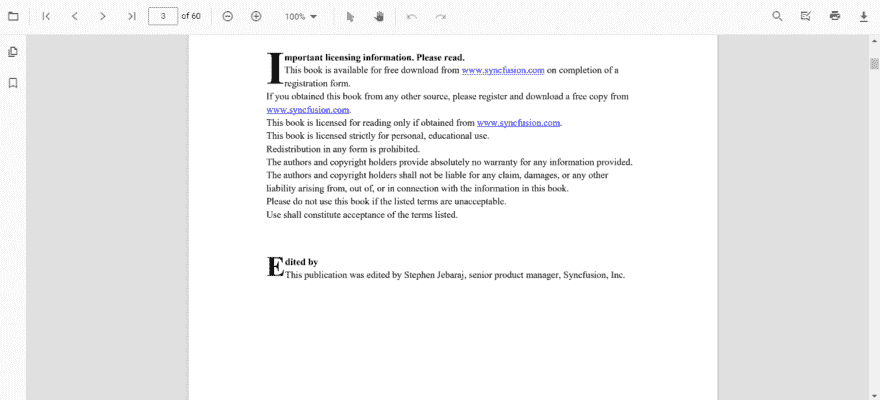 3 of 60 100%
Important licensing information. Please read.
This book is available for free download from www.syncfusion.com on completion of a
registration form.
If you obtained this book from any other source, please register and download a free copy from
www.syncfusion.com.
This book is licensed for reading only if obtained from www.syncfusion.com.
This book is licensed strictly for personal, educational use.
Redistribution in any form is prohibited.
The authors and copyright holders provide absolutely no warranty for any information provided.
The authors and copyright holders shall not be liable for any claim, damages, or any other
liability arising from, out of, or in connection with the information in this book.
Please do not use this book if the listed terms are unacceptable.
Use shall constitute acceptance of the terms listed.
Edited by
This publication was edited by Stephen Jebaraj, senior product manager, Syncfusion, Inc.